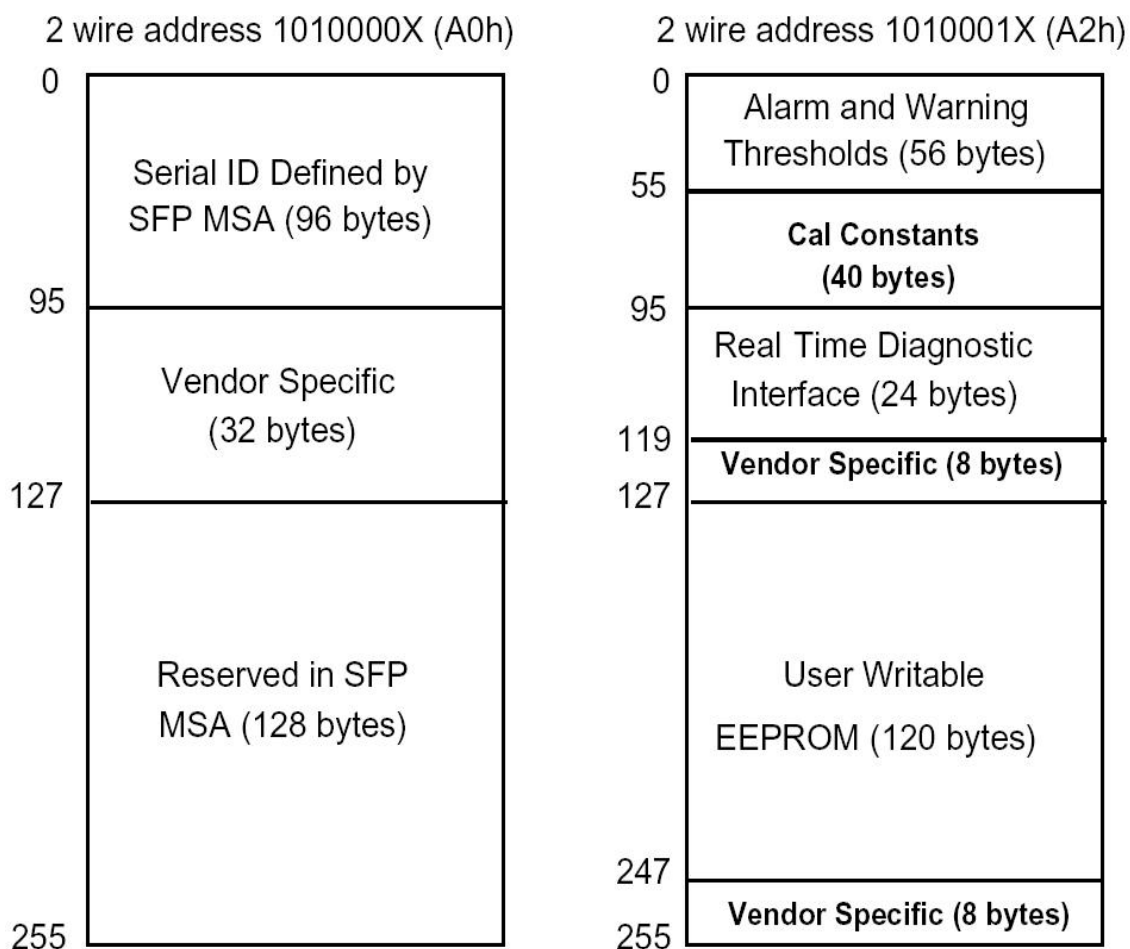 2 wire address 1010000X (A0h)
0
Serial ID Defined by
SFP MSA (96 bytes)
95
Vendor Specific
(32 bytes)
127
Reserved in SFP
MSA (128 bytes)
255
2 wire address 1010001X (A2h)
0
Alarm and Warning
Thresholds (56 bytes)
55
Cal Constants
(40 bytes)
95
Real Time Diagnostic
Interface (24 bytes)
119
Vendor Specific (8 bytes)
127
User Writable
EEPROM (120 bytes)
247
Vendor Specific (8 bytes)
255